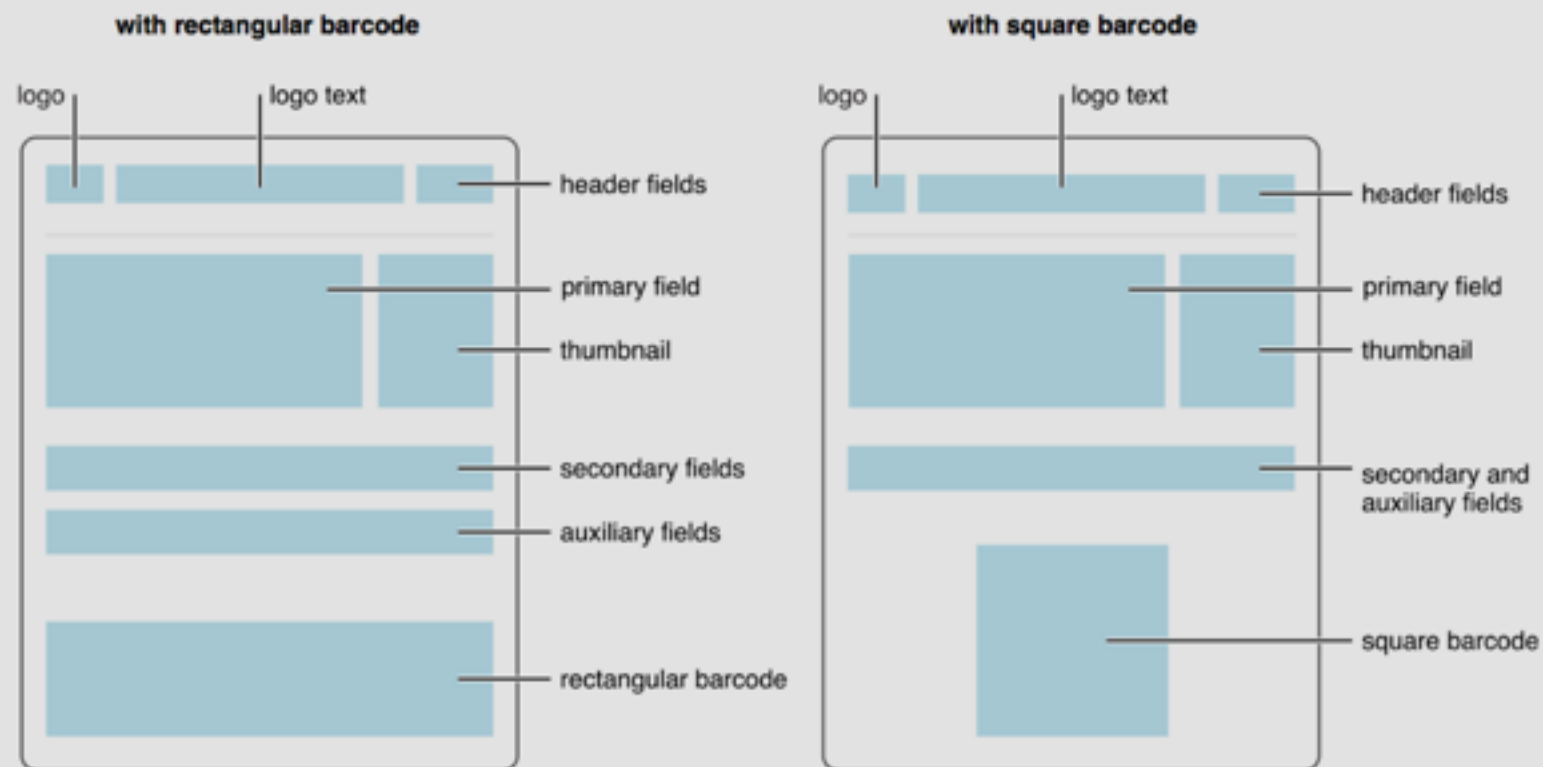 with rectangular barcode
logo
logo text
header fields
primary field
thumbnail
secondary fields
auxiliary fields
rectangular barcode
with square barcode
logo
logo text
header fields
primary field
thumbnail
secondary and
auxiliary fields
square barcode